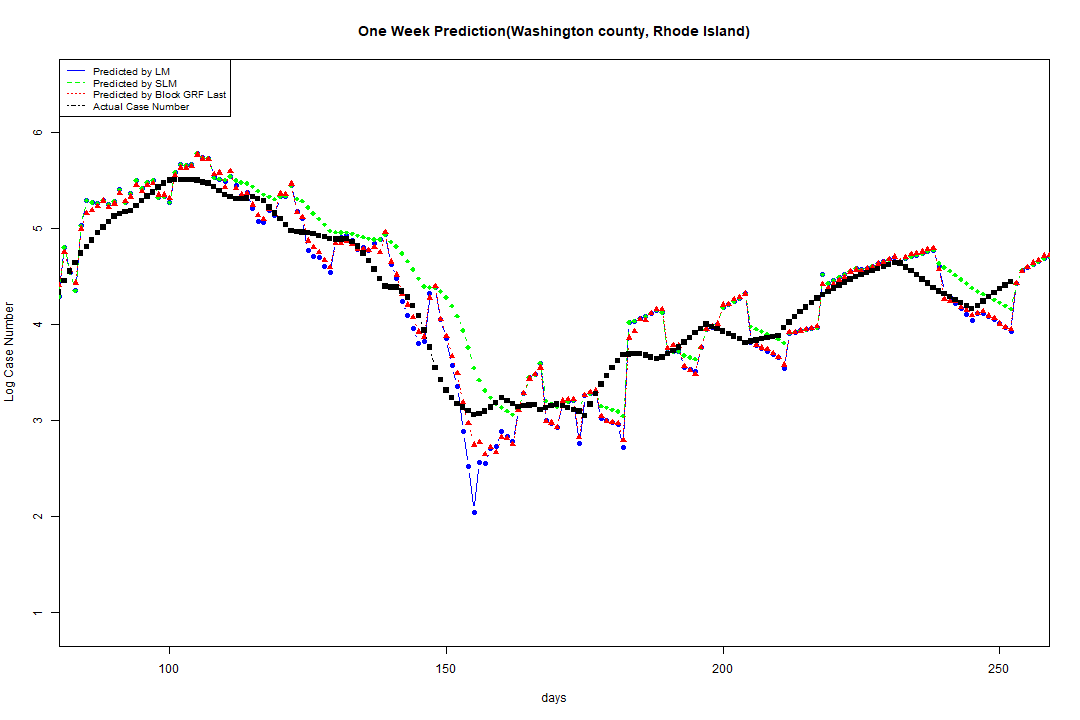 One Week Prediction(Washington county, Rhode Island)
Predicted by LM
Predicted by SLM
Predicted by Block GRF Last
Actual Case Number
6
5
4
3
2
1
Log Case Number
100 150 200 250
days